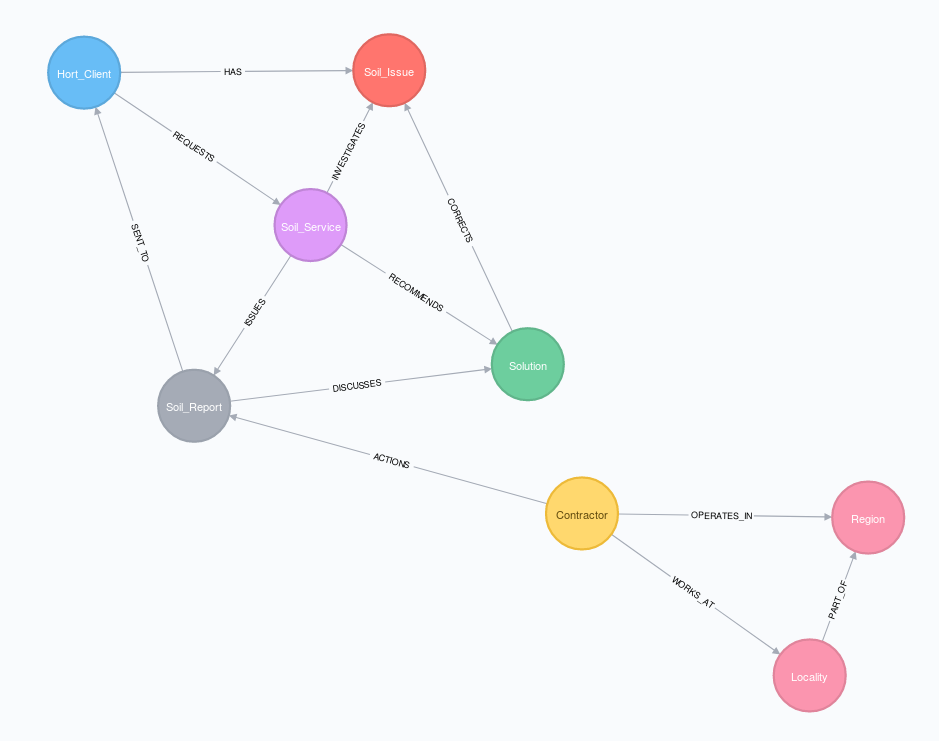 Hort_Client
HAS
Soil_Issue
REQUESTS
INVESTIGATES
Soil_Service
CORRECTS
SENT_TO
RECOMMENDS
ISSUES
Solution
DISCUSSES
Soil_Report
ACTIONS
Contractor
OPERATES_IN
Region
WORKS_AT
PART_OF
Locality